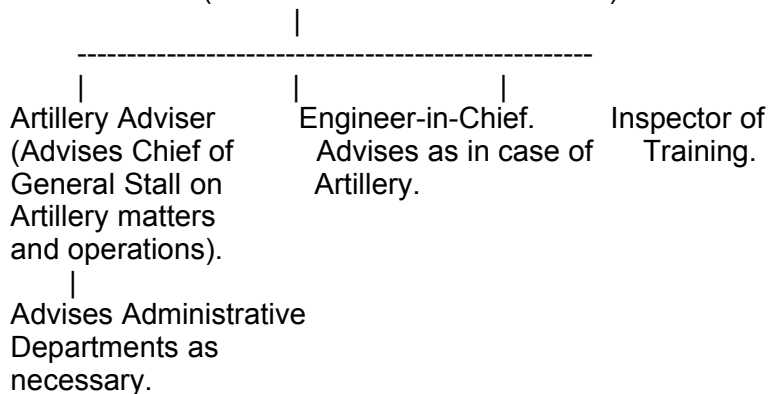 Artillery Adviser
(Advises Chief of
General Stall on
Artillery matters
and operations).
Advises Administrative
Departments as
necessary.
Engineer-in-Chief.
Advises as in case of
Artillery.
Inspector of
Training.